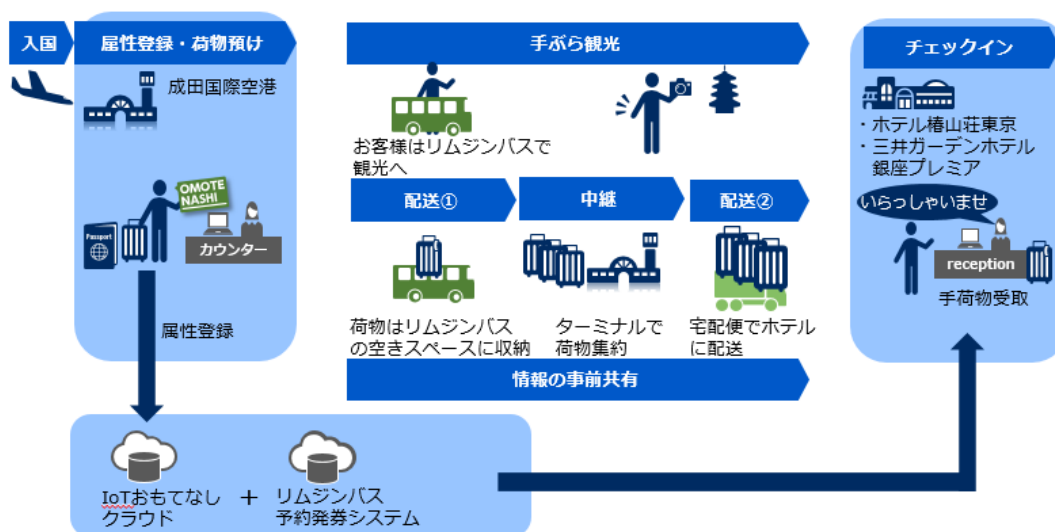 入国
属性登録・荷物預け
成田国際空港
Passport
OMOTE
NASHI
カウンター
属性登録
手ぶら観光
お客様はリムジンバスで
観光へ
配送①
中継
配送②
荷物はリムジンバス
の空きスペースに収納
ターミナルで
荷物集約
宅配便でホテル
に配送
情報の事前共有
チェックイン
・ホテル椿山荘東京
・三井ガーデンホテル
銀座プレミア
いらっしゃいませ
reception
手荷物受取
IoTおもてなし
クラウド
+
リムジンバス
予約発券システム